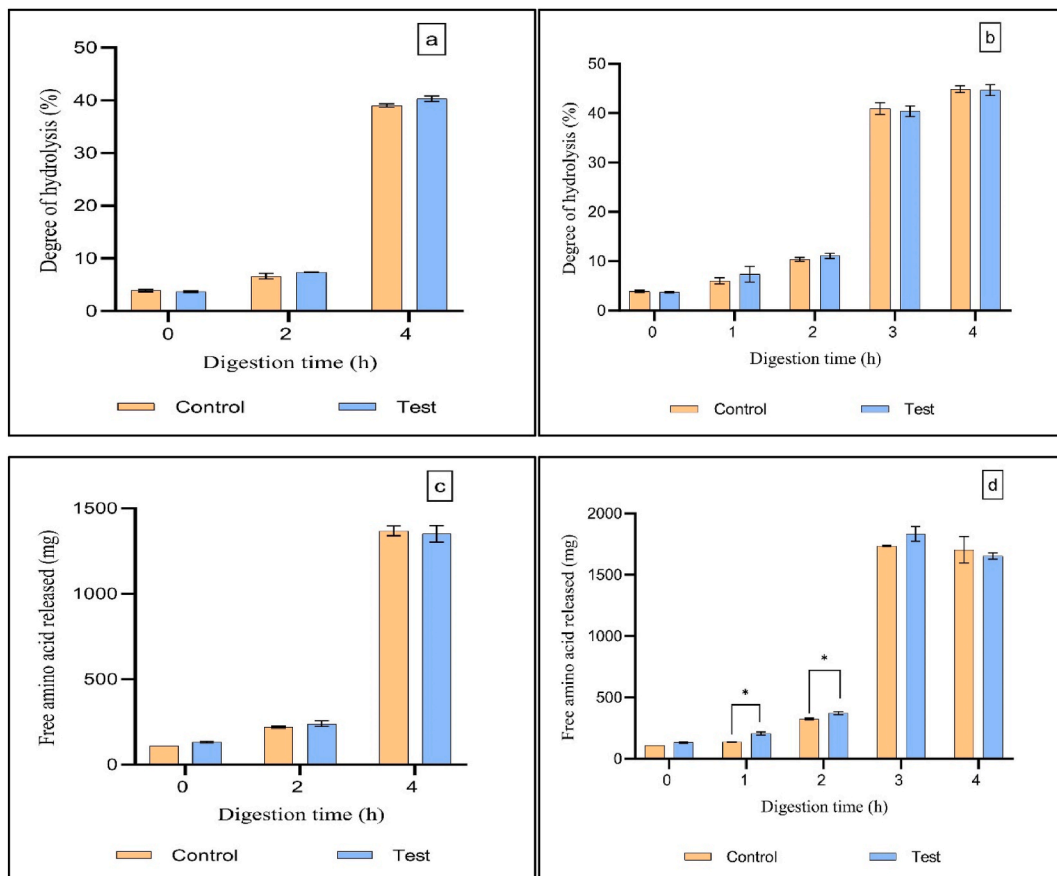 a
Degree of hydrolysis (%)
50
40
30
20
10
0
0 2 4
Digestion time (h)
Control Test
b
Degree of hydrolysis (%)
50
40
30
20
10
0
0 1 2 3 4
Digestion time (h)
Control Test
c
Free amino acid released (mg)
1500
1000
500
0
0 2 4
Digestion time (h)
Control Test
d
Free amino acid released (mg)
2000
1500
1000
500
0
* *
0 1 2 3 4
Digestion time (h)
Control Test